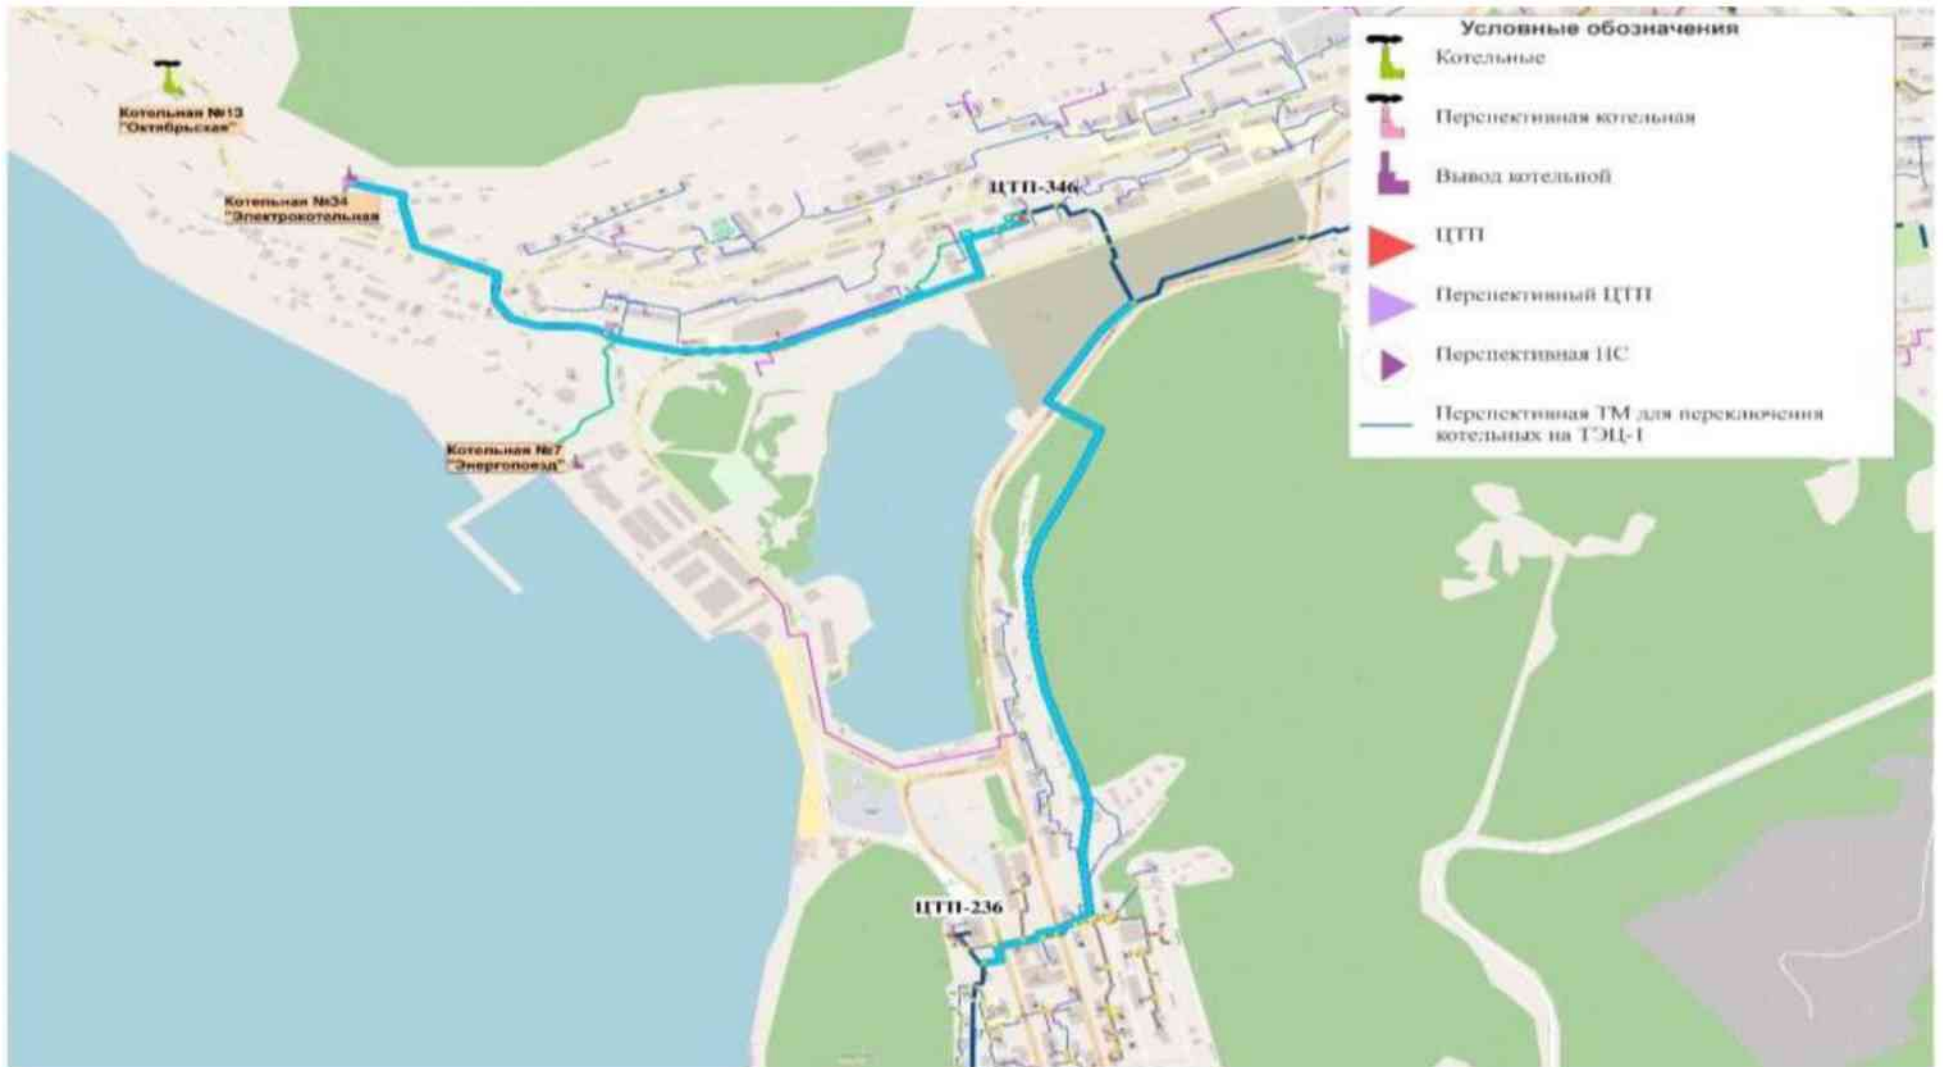 Условные обозначения
Котельные
Перспективная котельная
Вывод котельной
ЦТП
Перспективный ЦТП
Перспективная НС
Перспективная ТМ для переключения
котельных на ТЭЦ-1
Котельная №13
"Октябрьская"
Котельная №34
"Электрокотельная
ЦТП-346
Котельная №7
"Энергопоезд"
ЦТП-236